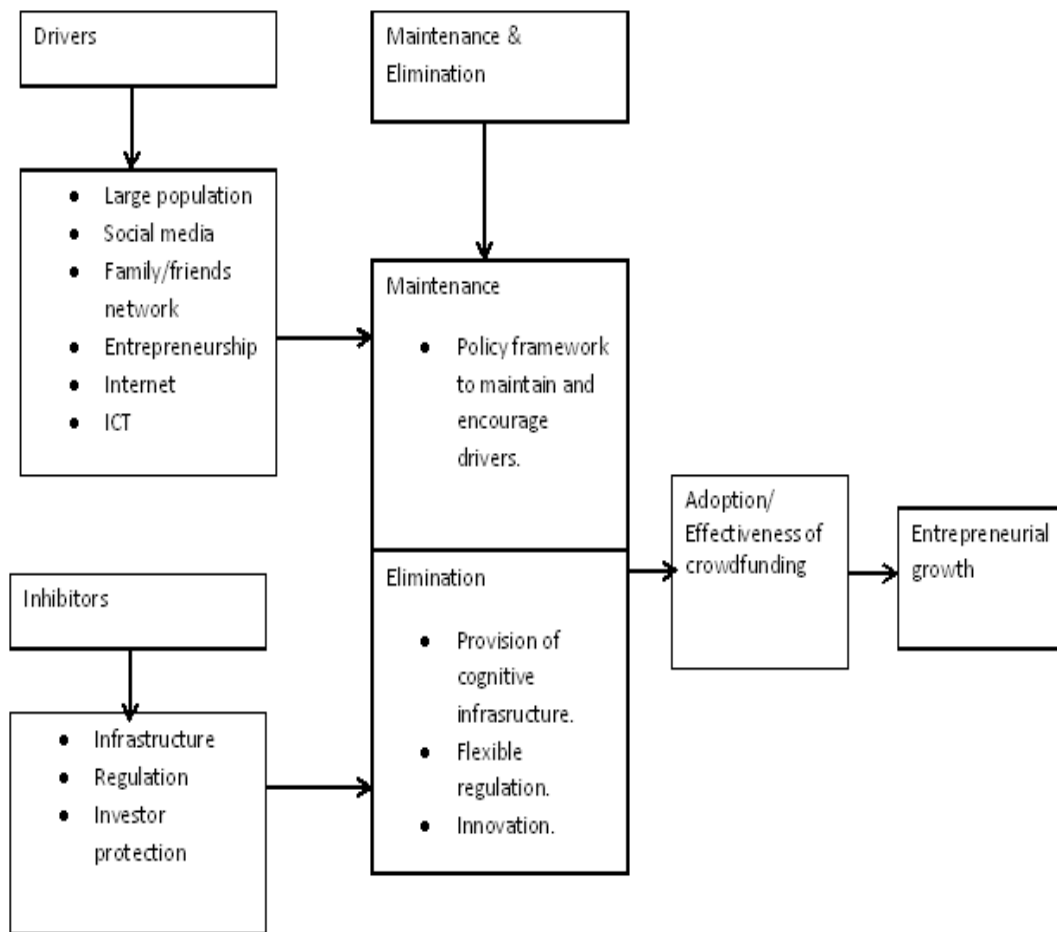 Drivers
● Large population
● Social media
● Family/friends
network
● Entrepreneurship
● Internet
● ICT
Inhibitors
● Infrastructure
● Regulation
● Investor
protection
Maintenance &
Elimination
Maintenance
● Policy framework
to maintain and
encourage
drivers.
Elimination
● Provision of
cognitive
infrasructure.
● Flexible
regulation.
● Innovation.
Adoption/
Effectiveness of
crowdfunding
Entrepreneurial
growth